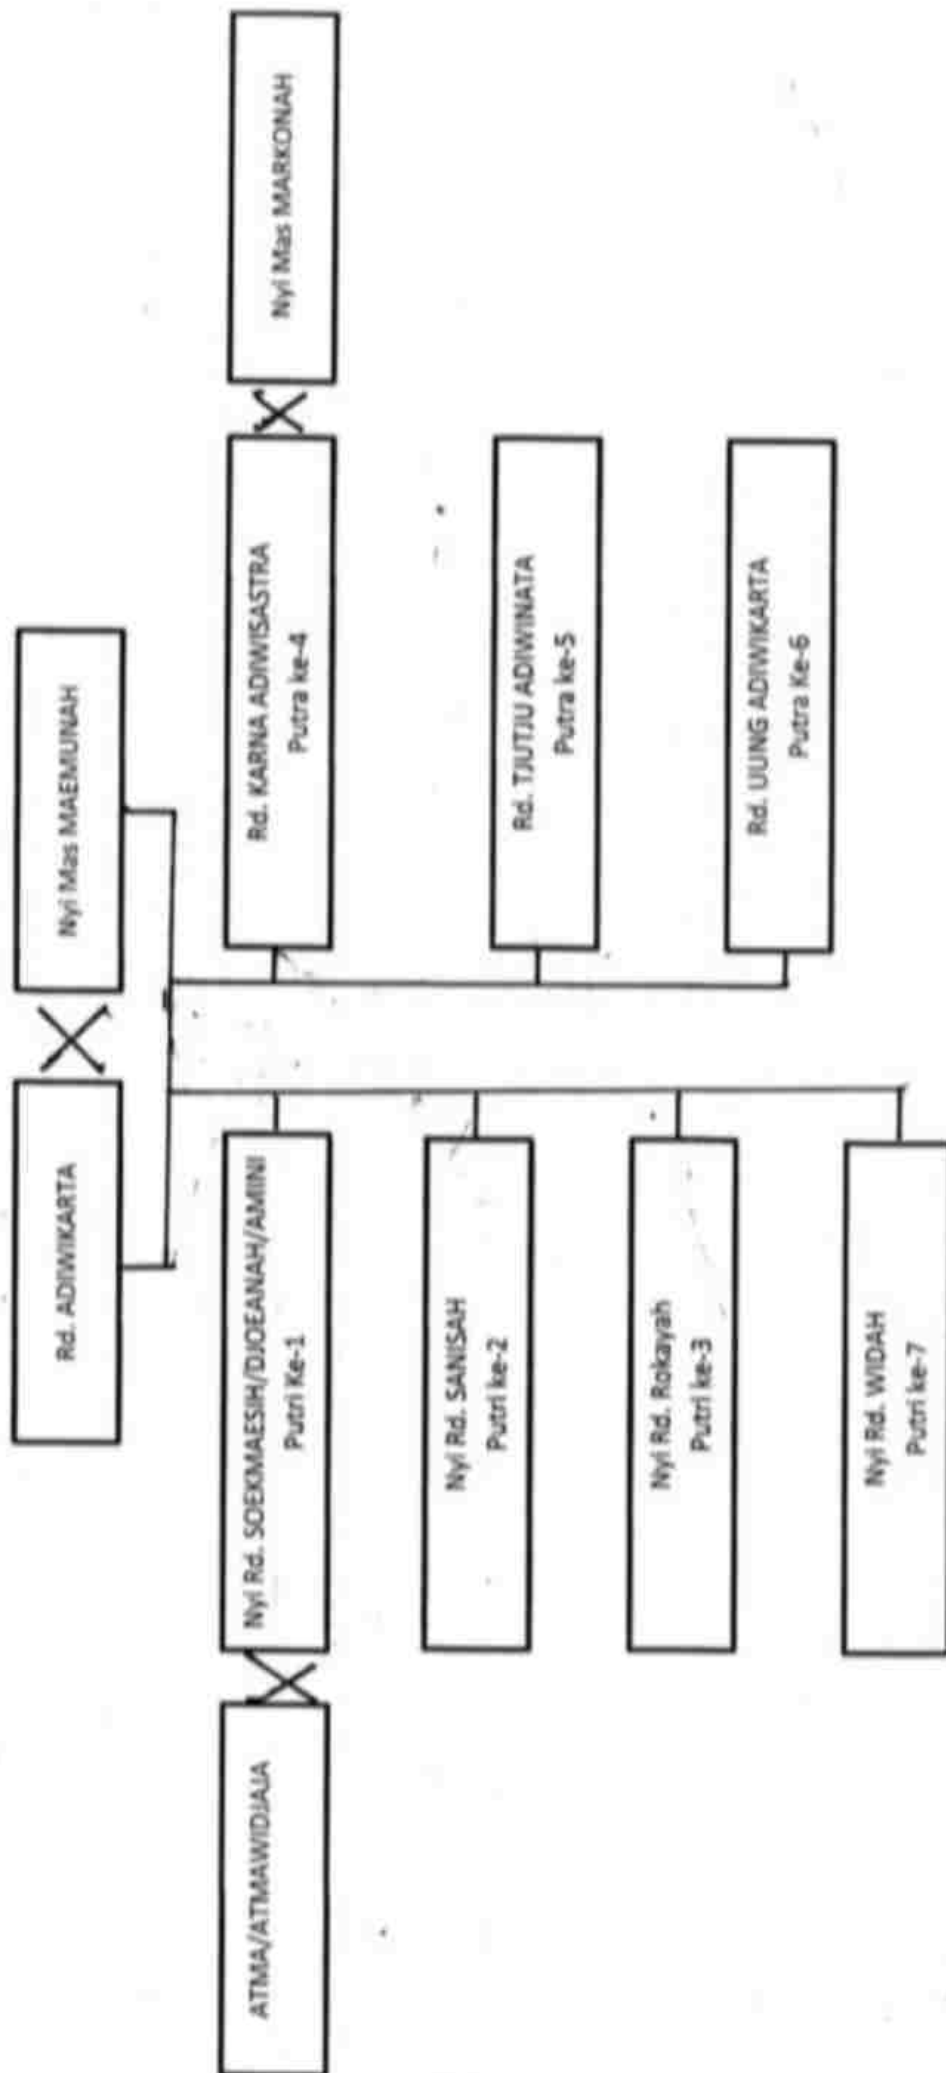 Rd. ADIWIKARTA
Nyi Mas MAEMUNAH
ATMA/ATMAWIDJAJA
Nyi Rd. SOEKMAESIH/DJOEANAH/AMINI
Putri Ke-1
Rd. KARNA ADIWISASTRA
Putra ke-4
Nyi Mas MARKONAH
Nyi Rd. SANISAH
Putri ke-2
Rd. TJUTJU ADIWINATA
Putra ke-5
Nyi Rd. Rokayah
Putri ke-3
Rd. UUNG ADIWIKARTA
Putra Ke-6
Nyi Rd. WIDAH
Putri ke-7